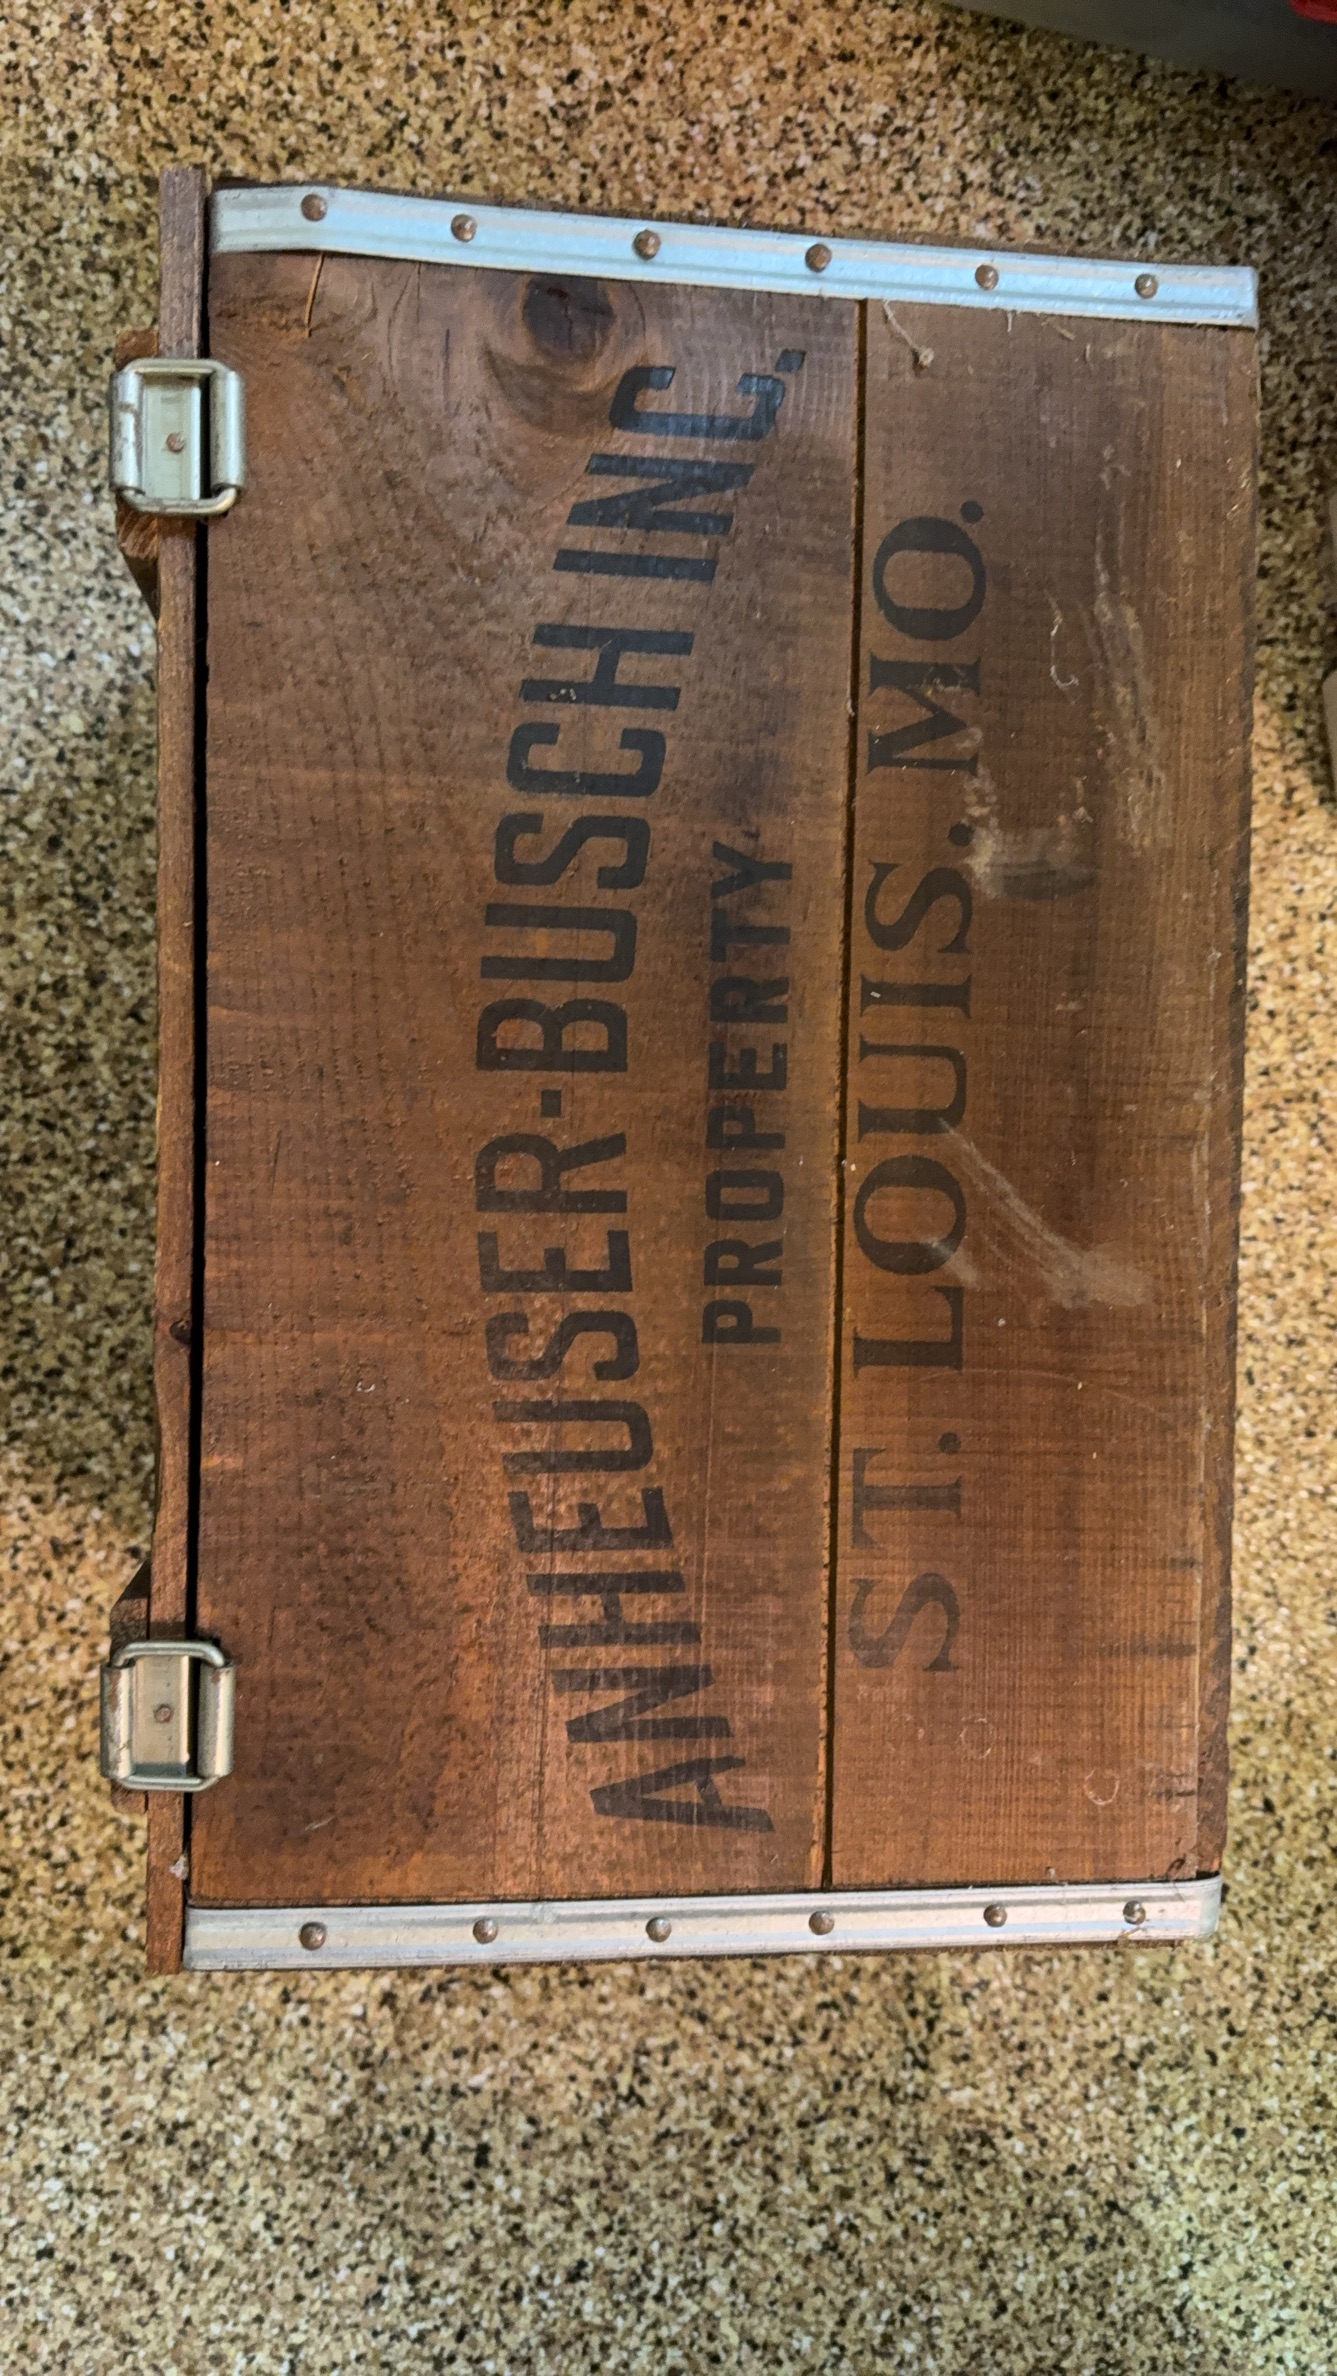 ANHEUSER-BUSCH INC.
PROPERTY
ST. LOUIS. MO.